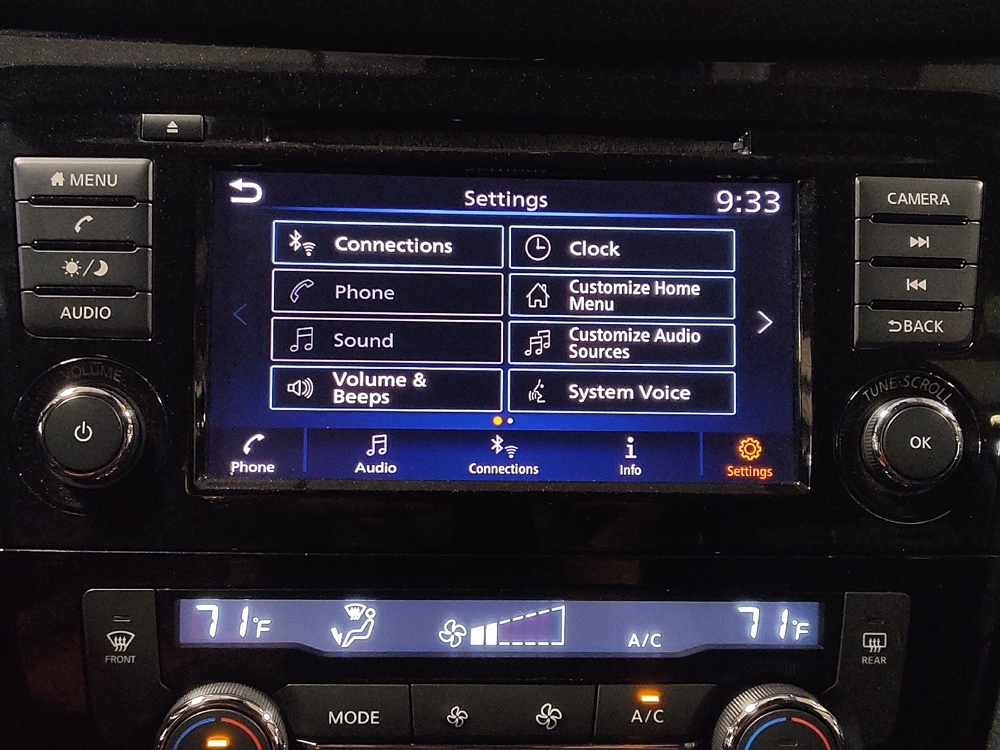 MENU
AUDIO
VOLUME
Settings
9:33
Connections
Clock
Phone
Customize Home
Menu
Sound
Customize Audio
Sources
Volume &
Beeps
System Voice
Phone
Audio
Connections
Info
Settings
CAMERA
BACK
TUNE·SCROLL
OK
FRONT
71°F
A/C
71°F
REAR
MODE
A/C